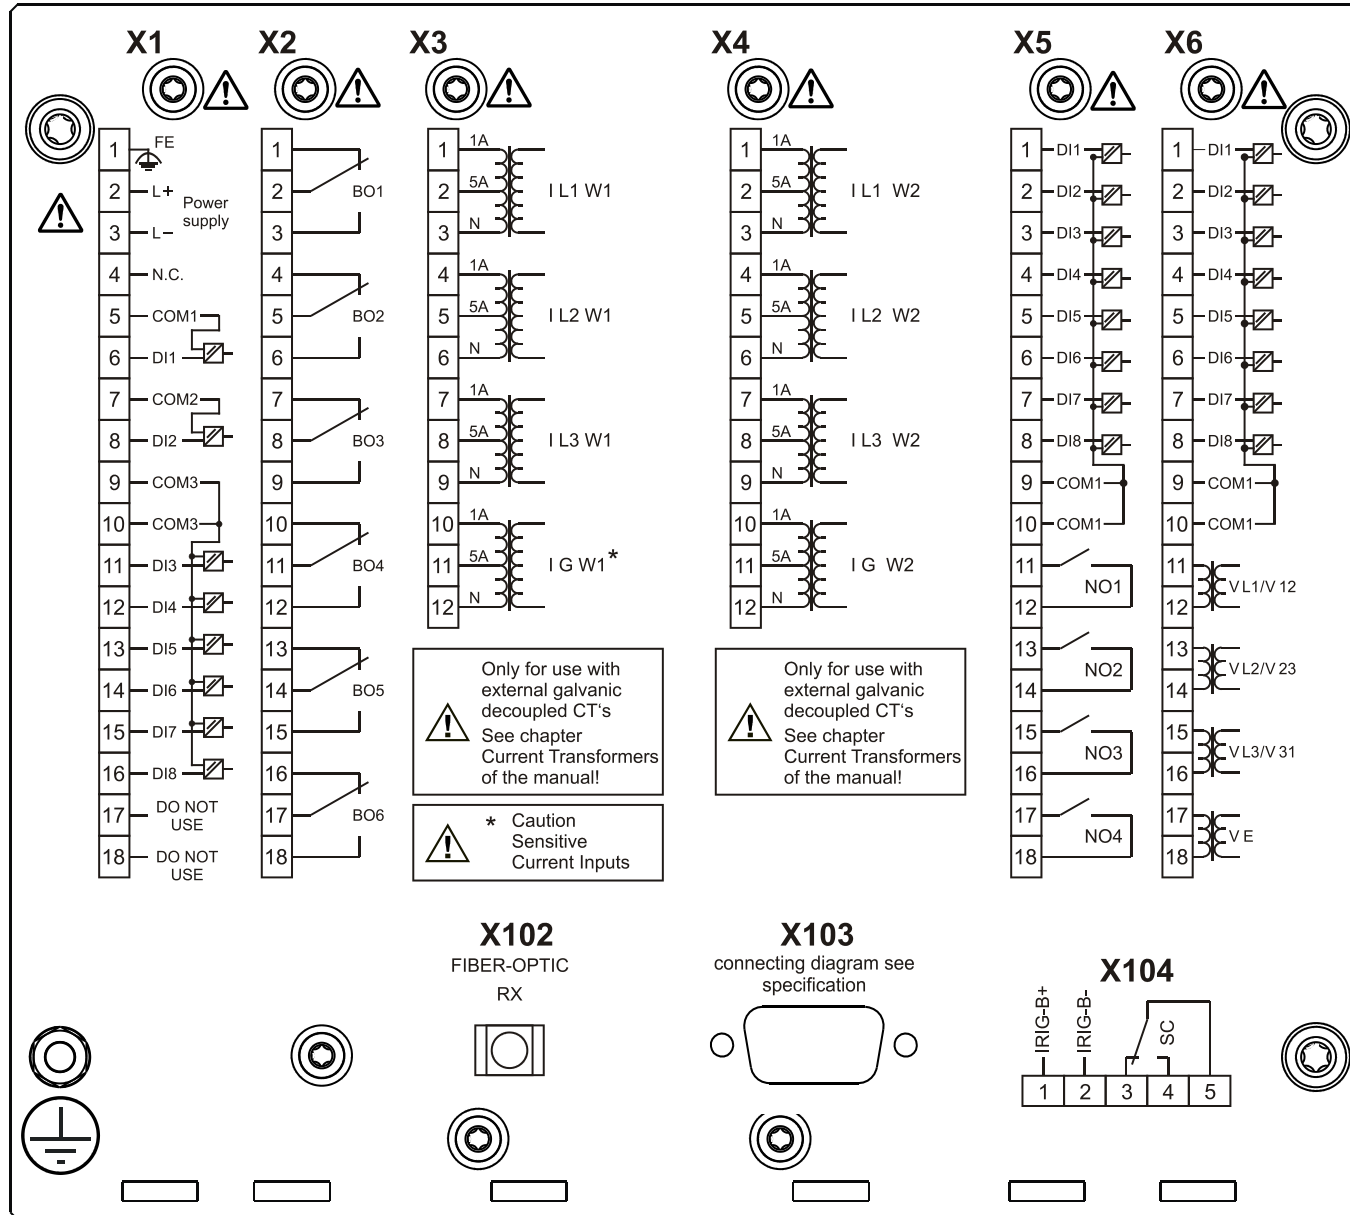 X1
X2
X3
X4
X5
X6
1 FE
2 L+
Power
supply
3 L−
4 N.C.
5 COM1
6 DI1
7 COM2
8 DI2
9 COM3
10 COM3
11 DI3
12 DI4
13 DI5
14 DI6
15 DI7
16 DI8
17 DO NOT
USE
18 DO NOT
USE
1
2 BO1
3
4
5 BO2
6
7
8 BO3
9
10
11 BO4
12
13
14 BO5
15
16
17 BO6
18
1 1A
2 5A I L1 W1
3 N
4 1A
5 5A I L2 W1
6 N
7 1A
8 5A I L3 W1
9 N
10 1A
11 5A I G W1*
12 N
Only for use with
external galvanic
decoupled CT‘s
See chapter
Current Transformers
of the manual!
* Caution
Sensitive
Current Inputs
1 1A
2 5A I L1 W2
3 N
4 1A
5 5A I L2 W2
6 N
7 1A
8 5A I L3 W2
9 N
10 1A
11 5A I G W2
12 N
Only for use with
external galvanic
decoupled CT‘s
See chapter
Current Transformers
of the manual!
1 DI1
2 DI2
3 DI3
4 DI4
5 DI5
6 DI6
7 DI7
8 DI8
9 COM1
10 COM1
11
NO1
12
13
NO2
14
15
NO3
16
17
NO4
18
1 DI1
2 DI2
3 DI3
4 DI4
5 DI5
6 DI6
7 DI7
8 DI8
9 COM1
10 COM1
11
V L1/V 12
12
13
V L2/V 23
14
15
V L3/V 31
16
17
V E
18
X102
FIBER-OPTIC
RX
X103
connecting diagram see
specification
X104
IRIG-B+
IRIG-B-
SC
1 2 3 4 5